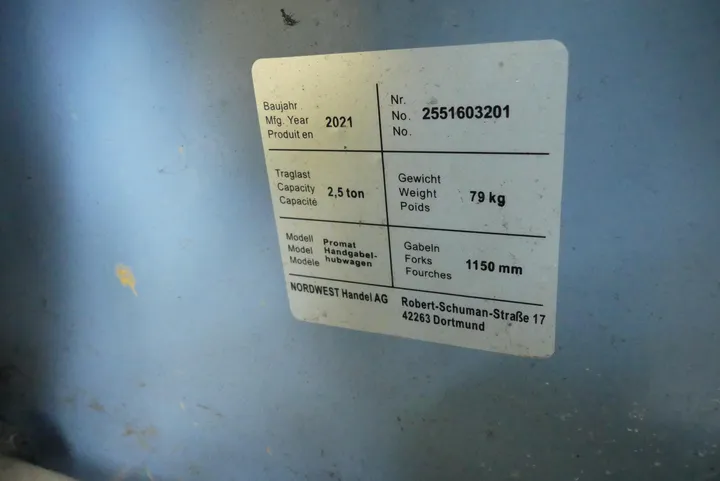 Baujahr
Mfg. Year 2021
Produit en
Nr.
No. 2551603201
No.
Traglast
Capacity 2,5 ton
Capacité
Gewicht
Weight 79 kg
Poids
Modell Promat
Model Handgabel-
Modèle hubwagen
Gabeln
Forks 1150 mm
Fourches
NORDWEST Handel AG Robert-Schuman-Straße 17
42263 Dortmund